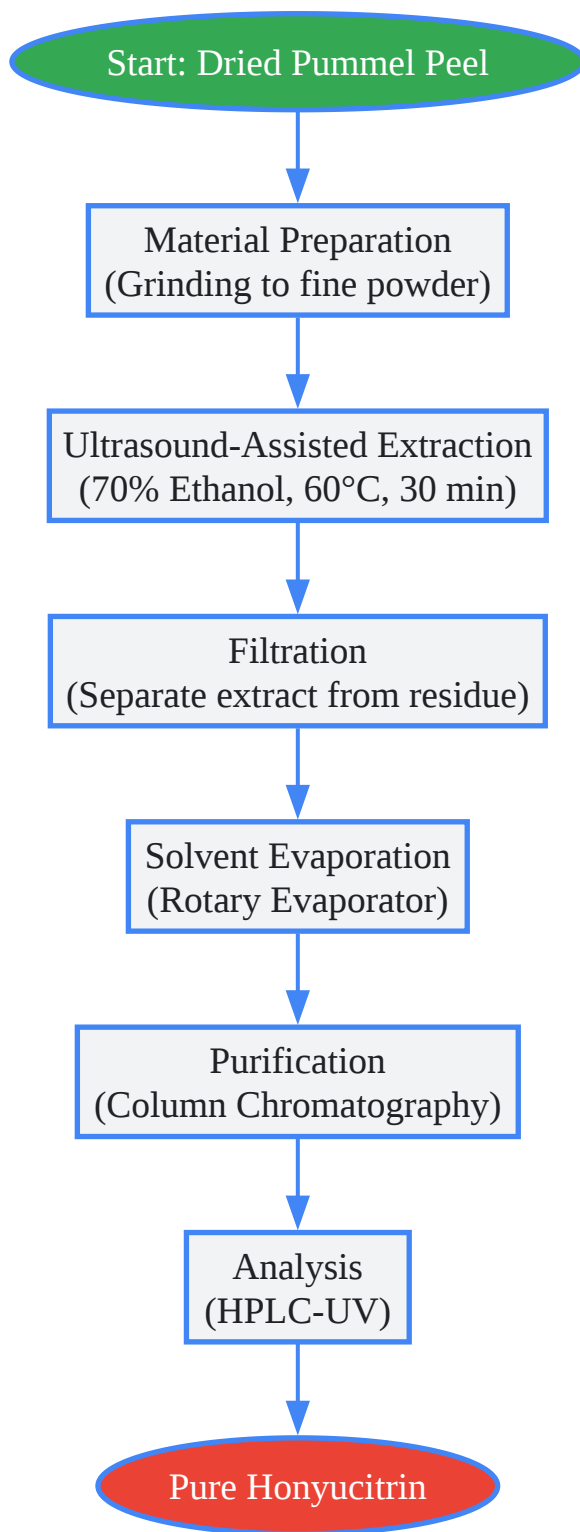 Start: Dried Pummel Peel
Material Preparation
(Grinding to fine powder)
Ultrasound-Assisted Extraction
(70% Ethanol, 60°C, 30 min)
Filtration
(Separate extract from residue)
Solvent Evaporation
(Rotary Evaporator)
Purification
(Column Chromatography)
Analysis
(HPLC-UV)
Pure Honyucitrin